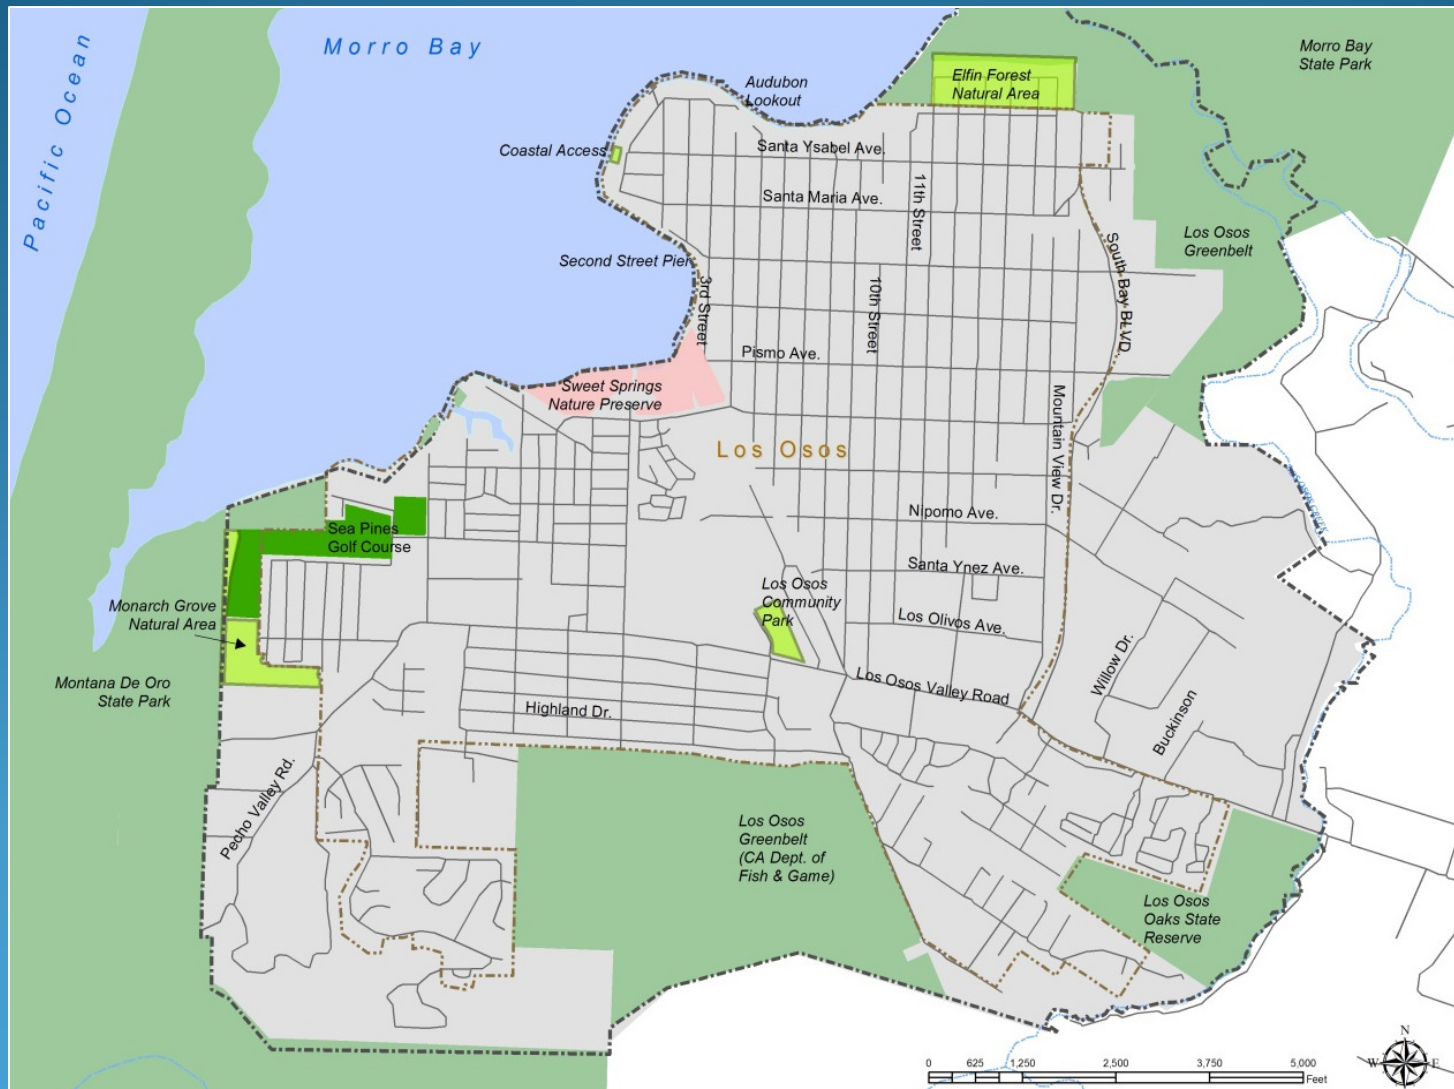 Pacific Ocean
Morro Bay
Morro Bay
State Park
Elfin Forest
Natural Area
Audubon
Lookout
Coastal Access
Santa Ysabel Ave.
Santa Maria Ave.
11th Street
Los Osos
Greenbelt
South Bay BLVD
Second Street Pier
3rd Street
10th Street
Pismo Ave.
Sweet Springs
Nature Preserve
Mountain View Dr.
Los Osos
Nipomo Ave.
Sea Pines
Golf Course
Santa Ynez Ave.
Los Osos
Community
Park
Monarch Grove
Natural Area
Los Olivos Ave.
Willow Dr.
Montana De Oro
State Park
Los Osos Valley Road
Highland Dr.
Buckinson
Pecho Valley Rd.
Los Osos
Greenbelt
(CA Dept. of
Fish & Game)
Los Osos
Oaks State
Reserve
N
W E
0 625 1,250 2,500 3,750 5,000
Feet